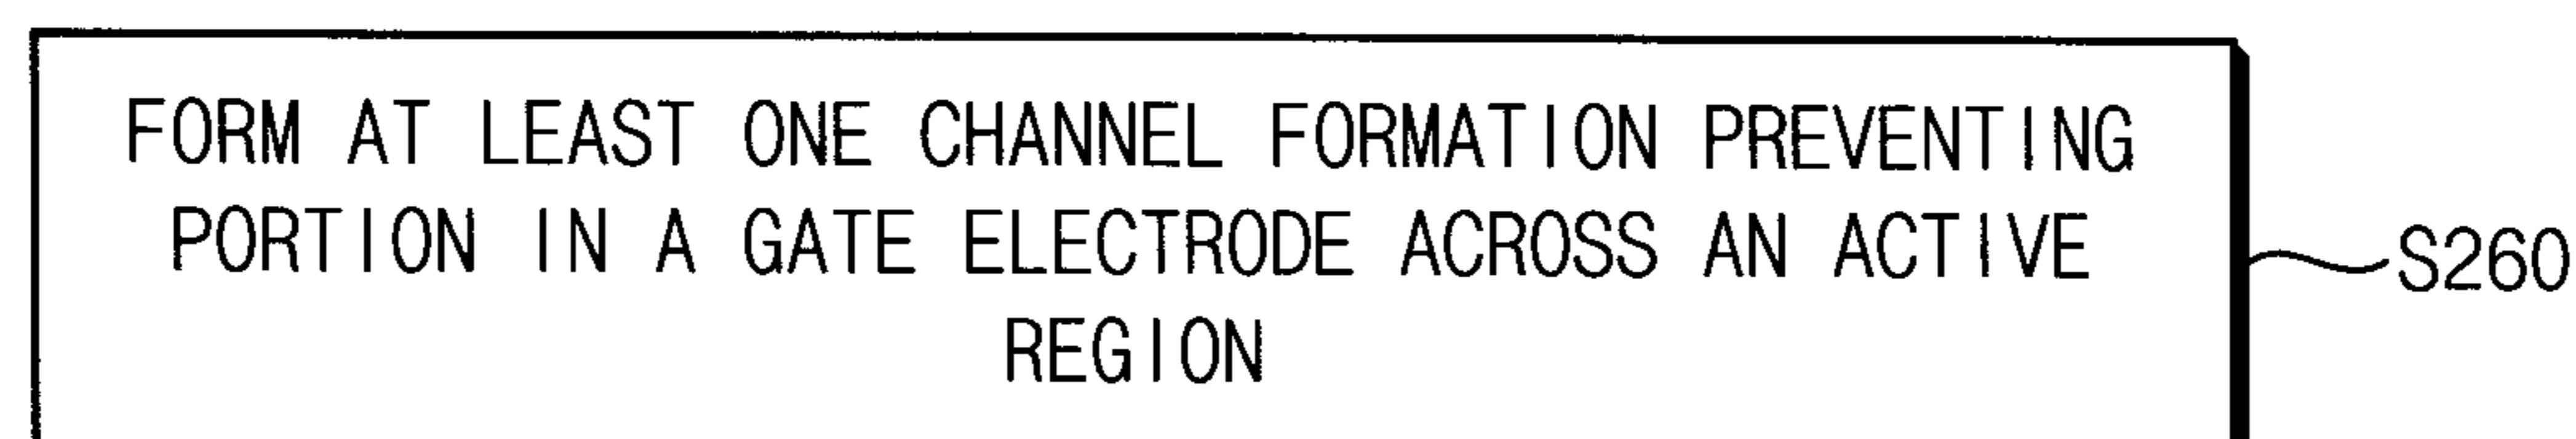 FORM AT LEAST ONE CHANNEL FORMATION PREVENTING
PORTION IN A GATE ELECTRODE ACROSS AN ACTIVE
REGION
S260